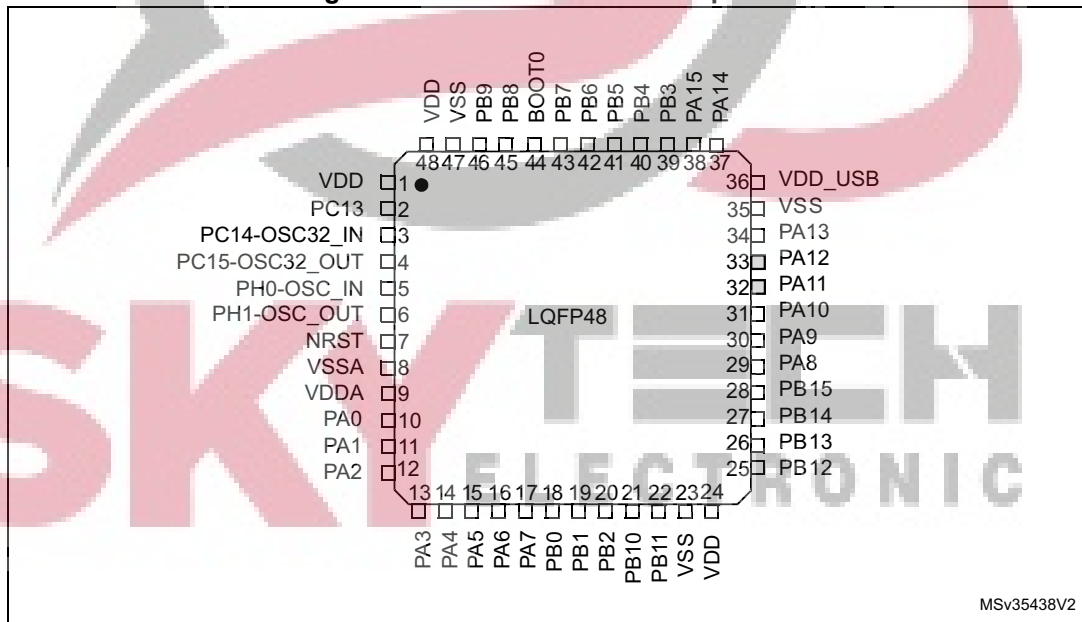 VDD
VSS
PB9
PB8
BOOT0
PB7
PB6
PB5
PB4
PB3
PA15
PA14
48 47 46 45 44 43 42 41 40 39 38 37
VDD 1
PC13 2
PC14-OSC32_IN 3
PC15-OSC32_OUT 4
PH0-OSC_IN 5
PH1-OSC_OUT 6
NRST 7
VSSA 8
VDDA 9
PA0 10
PA1 11
PA2 12
LQFP48
36 VDD_USB
35 VSS
34 PA13
33 PA12
32 PA11
31 PA10
30 PA9
29 PA8
28 PB15
27 PB14
26 PB13
25 PB12
13 14 15 16 17 18 19 20 21 22 23 24
PA3
PA4
PA5
PA6
PA7
PB0
PB1
PB2
PB10
PB11
VSS
VDD
SKYTECH
ELECTRONIC
MSv35438V2